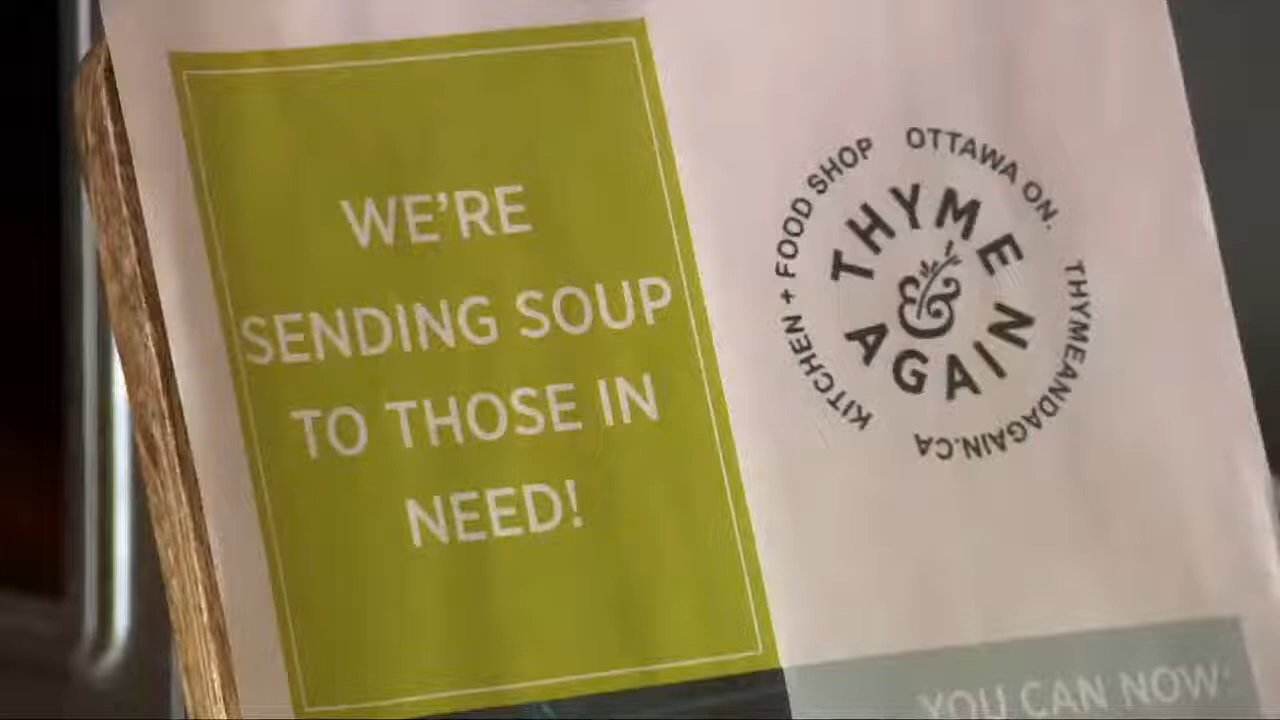 WE'RE
SENDING SOUP
TO THOSE IN
NEED!
KITCHEN + FOOD SHOP OTTAWA ON. THYMEANDAGAIN.CA
THYME
&
AGAIN
YOU CAN NOW